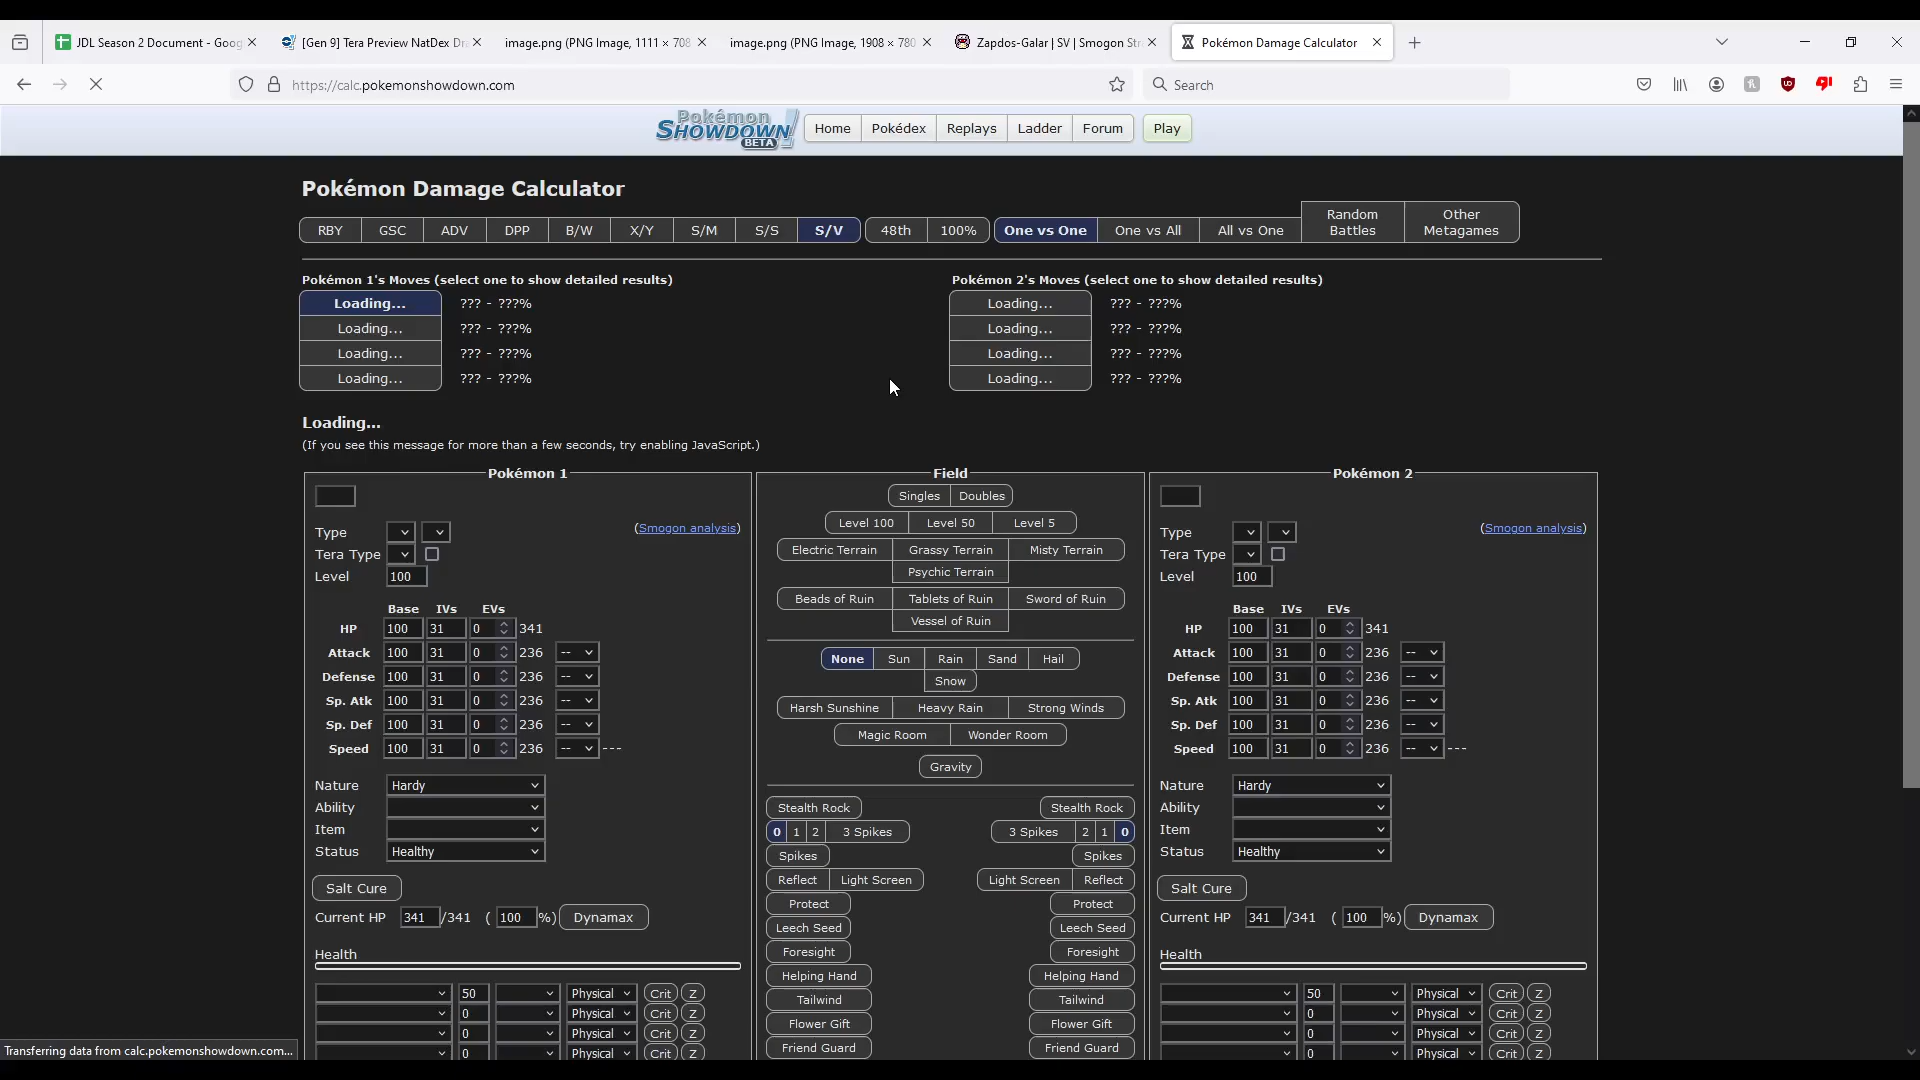 JDL Season 2 Document - Goog
[Gen 9] Tera Preview NatDex Dra
image.png (PNG Image, 1111 × 708
image.png (PNG Image, 1908 × 780
Zapdos-Galar | SV | Smogon Str
Pokémon Damage Calculator
https://calc.pokemonshowdown.com
Search
Pokémon SHOWDOWN! BETA
Home Pokédex Replays Ladder Forum Play
Pokémon Damage Calculator
RBY GSC ADV DPP B/W X/Y S/M S/S S/V 48th 100% One vs One One vs All All vs One Random Battles Other Metagames
Pokémon 1's Moves (select one to show detailed results)
Loading... ??? - ???%
Loading... ??? - ???%
Loading... ??? - ???%
Loading... ??? - ???%
Pokémon 2's Moves (select one to show detailed results)
Loading... ??? - ???%
Loading... ??? - ???%
Loading... ??? - ???%
Loading... ??? - ???%
Loading...
(If you see this message for more than a few seconds, try enabling JavaScript.)
Pokémon 1
Type (Smogon analysis)
Tera Type
Level 100
Base IVs EVs
HP 100 31 0 341
Attack 100 31 0 236 --
Defense 100 31 0 236 --
Sp. Atk 100 31 0 236 --
Sp. Def 100 31 0 236 --
Speed 100 31 0 236 -- ---
Nature Hardy
Ability
Item
Status Healthy
Salt Cure
Current HP 341 /341 ( 100 %) Dynamax
Health
50 Physical Crit Z
0 Physical Crit Z
0 Physical Crit Z
0 Physical Crit Z
Field
Singles Doubles
Level 100 Level 50 Level 5
Electric Terrain Grassy Terrain Misty Terrain
Psychic Terrain
Beads of Ruin Tablets of Ruin Sword of Ruin
Vessel of Ruin
None Sun Rain Sand Hail
Snow
Harsh Sunshine Heavy Rain Strong Winds
Magic Room Wonder Room
Gravity
Stealth Rock Stealth Rock
0 1 2 3 Spikes 3 Spikes 2 1 0
Spikes Spikes
Reflect Light Screen Light Screen Reflect
Protect Protect
Leech Seed Leech Seed
Foresight Foresight
Helping Hand Helping Hand
Tailwind Tailwind
Flower Gift Flower Gift
Friend Guard Friend Guard
Pokémon 2
Type (Smogon analysis)
Tera Type
Level 100
Base IVs EVs
HP 100 31 0 341
Attack 100 31 0 236 --
Defense 100 31 0 236 --
Sp. Atk 100 31 0 236 --
Sp. Def 100 31 0 236 --
Speed 100 31 0 236 -- ---
Nature Hardy
Ability
Item
Status Healthy
Salt Cure
Current HP 341 /341 ( 100 %) Dynamax
Health
50 Physical Crit Z
0 Physical Crit Z
0 Physical Crit Z
0 Physical Crit Z
Transferring data from calc.pokemonshowdown.com...